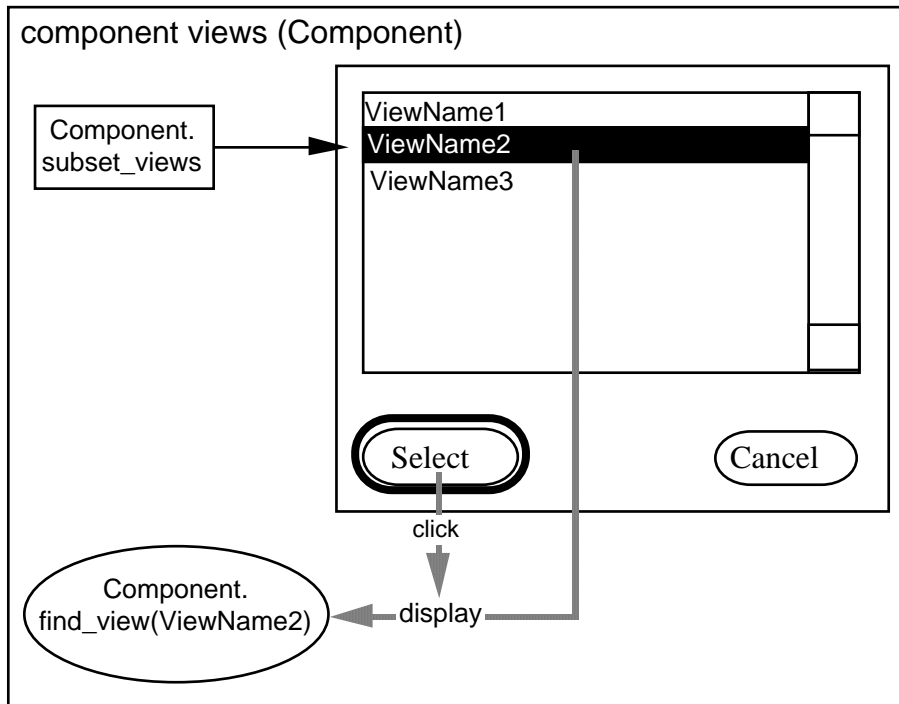 component views (Component)
Component.
subset_views
ViewName1
ViewName2
ViewName3
Select
Cancel
click
display
Component.
find_view(ViewName2)